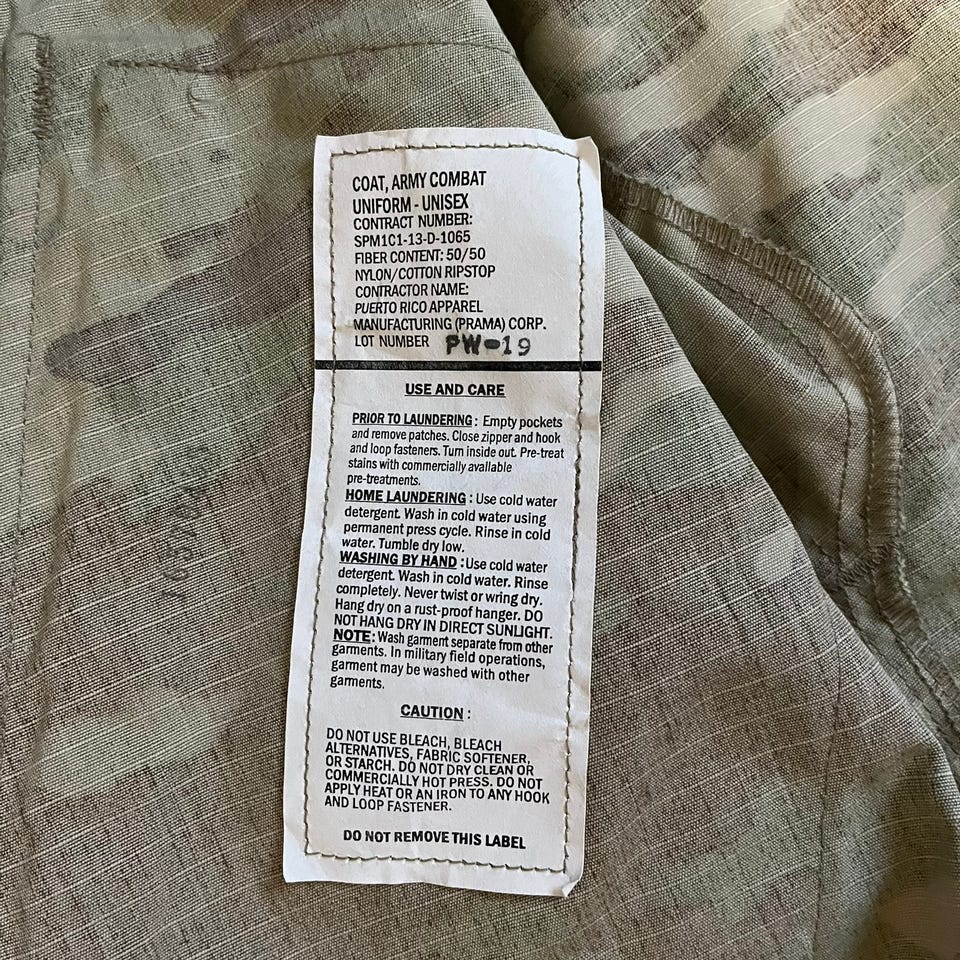 COAT, ARMY COMBAT
UNIFORM - UNISEX
CONTRACT NUMBER:
SPM1C1-13-D-1065
FIBER CONTENT: 50/50
NYLON/COTTON RIPSTOP
CONTRACTOR NAME:
PUERTO RICO APPAREL
MANUFACTURING (PRAMA) CORP.
LOT NUMBER PW-19
USE AND CARE
PRIOR TO LAUNDERING: Empty pockets
and remove patches. Close zipper and hook
and loop fasteners. Turn inside out. Pre-treat
stains with commercially available
pre-treatments.
HOME LAUNDERING : Use cold water
detergent. Wash in cold water using
permanent press cycle. Rinse in cold
water. Tumble dry low.
WASHING BY HAND :Use cold water
detergent. Wash in cold water. Rinse
completely. Never twist or wring dry.
Hang dry on a rust-proof hanger. DO
NOT HANG DRY IN DIRECT SUNLIGHT.
NOTE: Wash garment separate from other
garments. In military field operations,
garment may be washed with other
garments.
CAUTION :
DO NOT USE BLEACH, BLEACH
ALTERNATIVES, FABRIC SOFTENER,
OR STARCH. DO NOT DRY CLEAN OR
COMMERCIALLY HOT PRESS. DO NOT
APPLY HEAT OR AN IRON TO ANY HOOK
AND LOOP FASTENER.
DO NOT REMOVE THIS LABEL